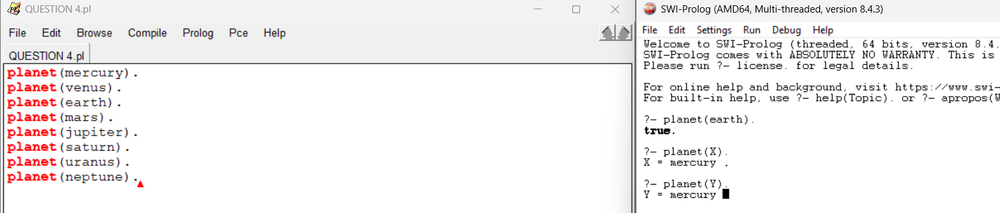 QUESTION 4.pl
File Edit Browse Compile Prolog Pce Help
QUESTION 4.pl
planet(mercury).
planet(venus).
planet(earth).
planet(mars).
planet(jupiter).
planet(saturn).
planet(uranus).
planet(neptune).
SWI-Prolog (AMD64, Multi-threaded, version 8.4.3)
File Edit Settings Run Debug Help
Welcome to SWI-Prolog (threaded, 64 bits, version 8.4.
SWI-Prolog comes with ABSOLUTELY NO WARRANTY. This is
Please run ?- license. for legal details.
For online help and background, visit https://www.swi-
For built-in help, use ?- help(Topic). or ?- apropos(W
?- planet(earth).
true.
?- planet(X).
X = mercury .
?- planet(Y).
Y = mercury